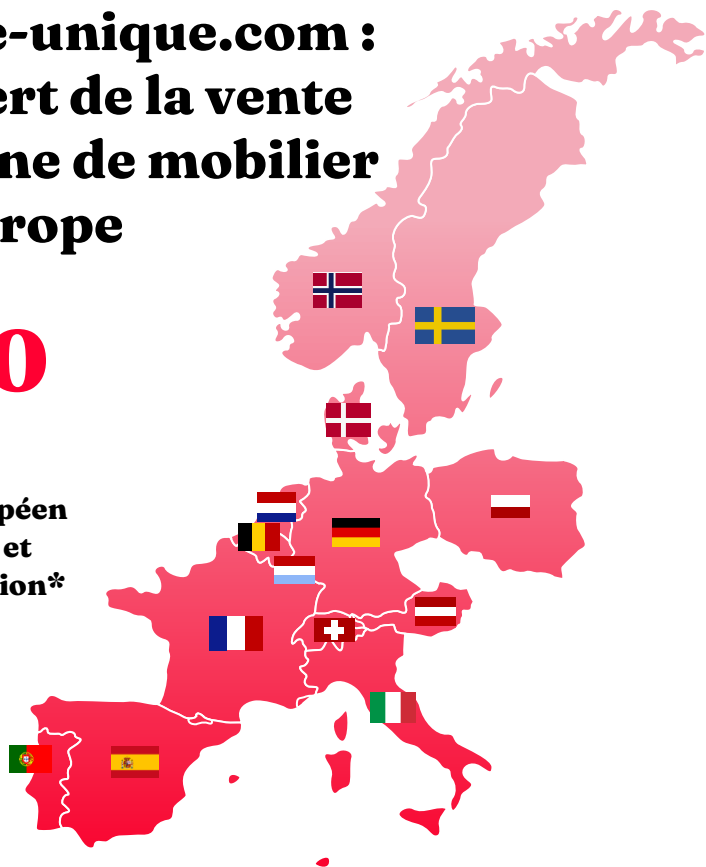 e-unique.com :
ert de la vente
ne de mobilier
rope
0
péen
et
ion*